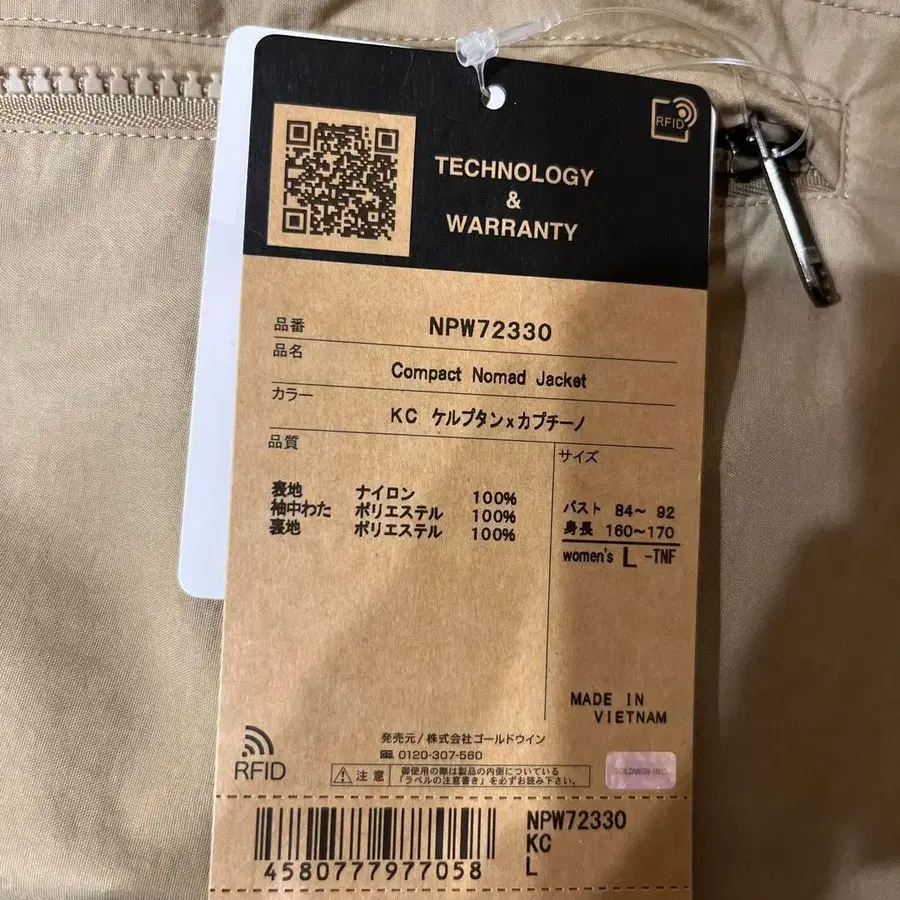 RFID
TECHNOLOGY
&
WARRANTY
品番 NPW72330
品名 Compact Nomad Jacket
カラー KC ケルプタンxカプチーノ
品質
表地 ナイロン 100%
袖中わた ポリエステル 100%
裏地 ポリエステル 100%
サイズ
バスト 84〜 92
身長 160〜170
women's L -TNF
MADE IN
VIETNAM
RFID
発売元/株式会社ゴールドウイン
0120-307-560
注意 御使用の際は製品の内側についている
「ラベルの注意書き」を必ずお読み下さい。
GOLDWIN INC.
4580777977058
NPW72330
KC
L